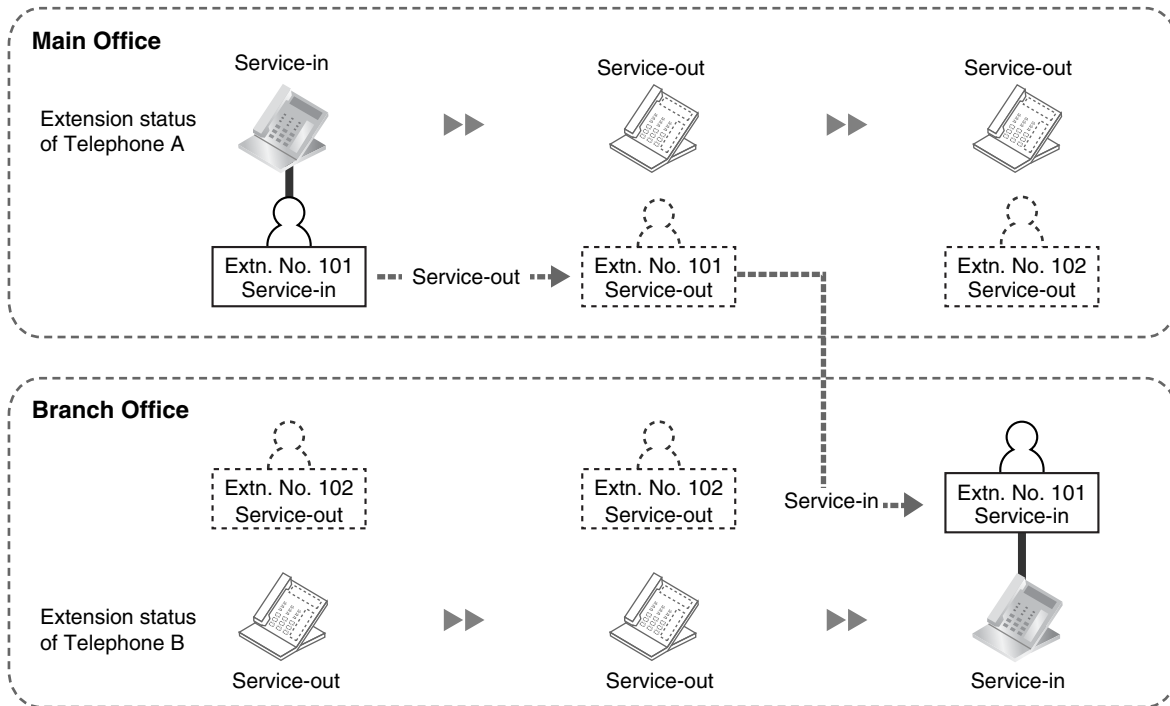 Main Office
Service-in
Service-out
Service-out
Extension status
of Telephone A
Extn. No. 101
Service-in
Service-out
Extn. No. 101
Service-out
Extn. No. 102
Service-out
Branch Office
Extn. No. 102
Service-out
Extn. No. 102
Service-out
Service-in
Extn. No. 101
Service-in
Extension status
of Telephone B
Service-out
Service-out
Service-in